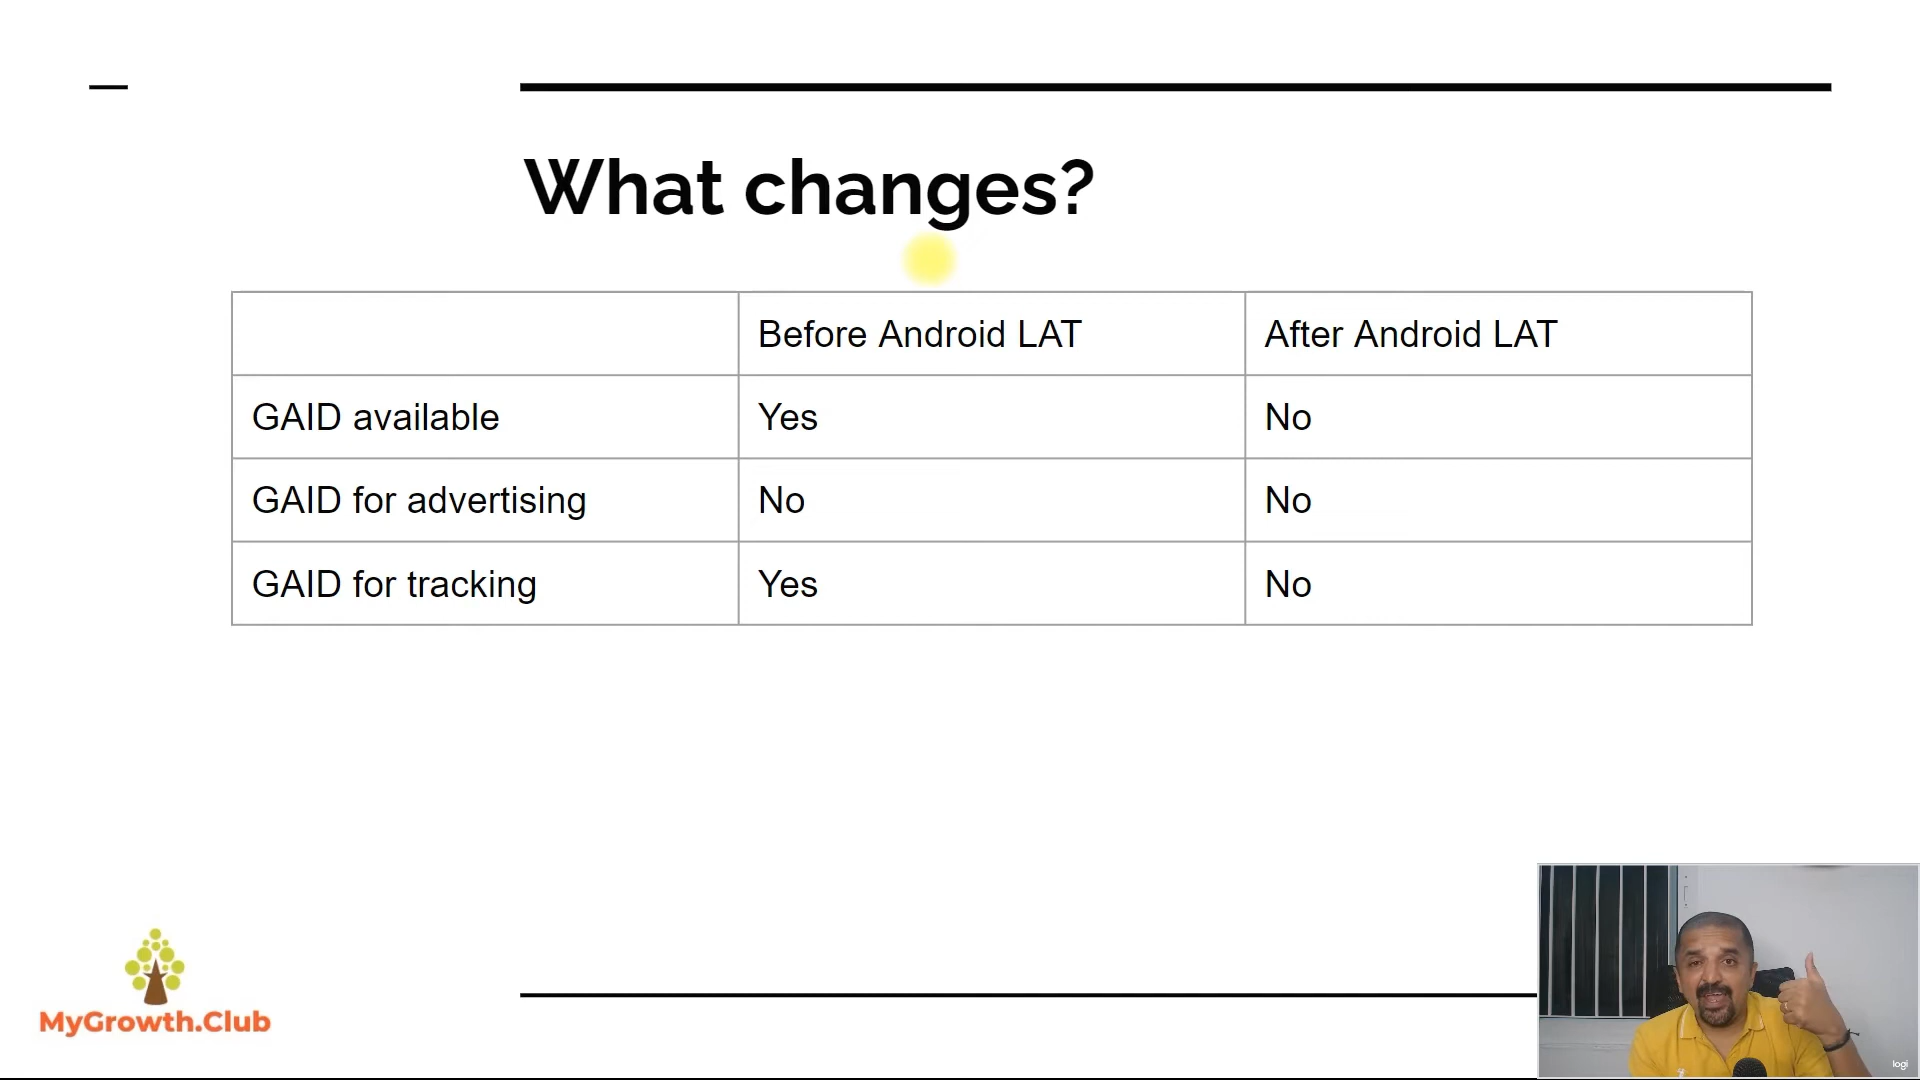 What changes?
Before Android LAT After Android LAT
GAID available Yes No
GAID for advertising No No
GAID for tracking Yes No
MyGrowth.Club
logi